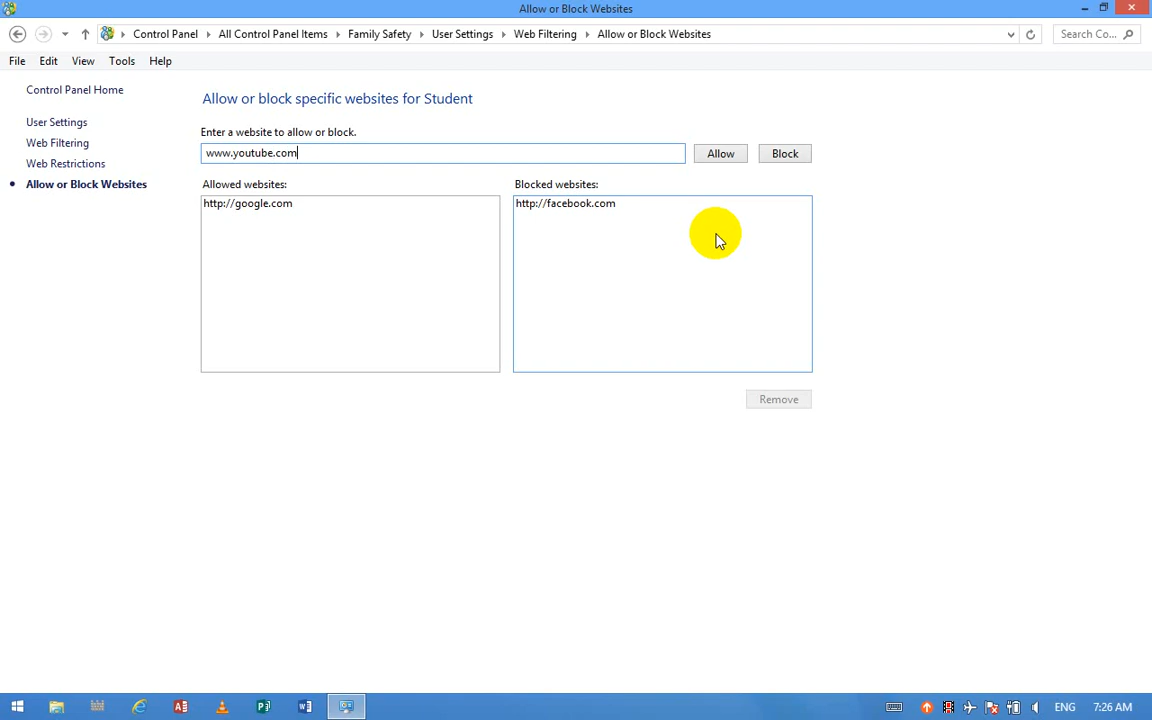 Allow or Block Websites
Control Panel All Control Panel Items Family Safety User Settings Web Filtering Allow or Block Websites
Search Co...
File Edit View Tools Help
Control Panel Home
User Settings
Web Filtering
Web Restrictions
Allow or Block Websites
Allow or block specific websites for Student
Enter a website to allow or block.
www.youtube.com
Allow Block
Allowed websites: Blocked websites:
http://google.com http://facebook.com
Remove
ENG 7:26 AM